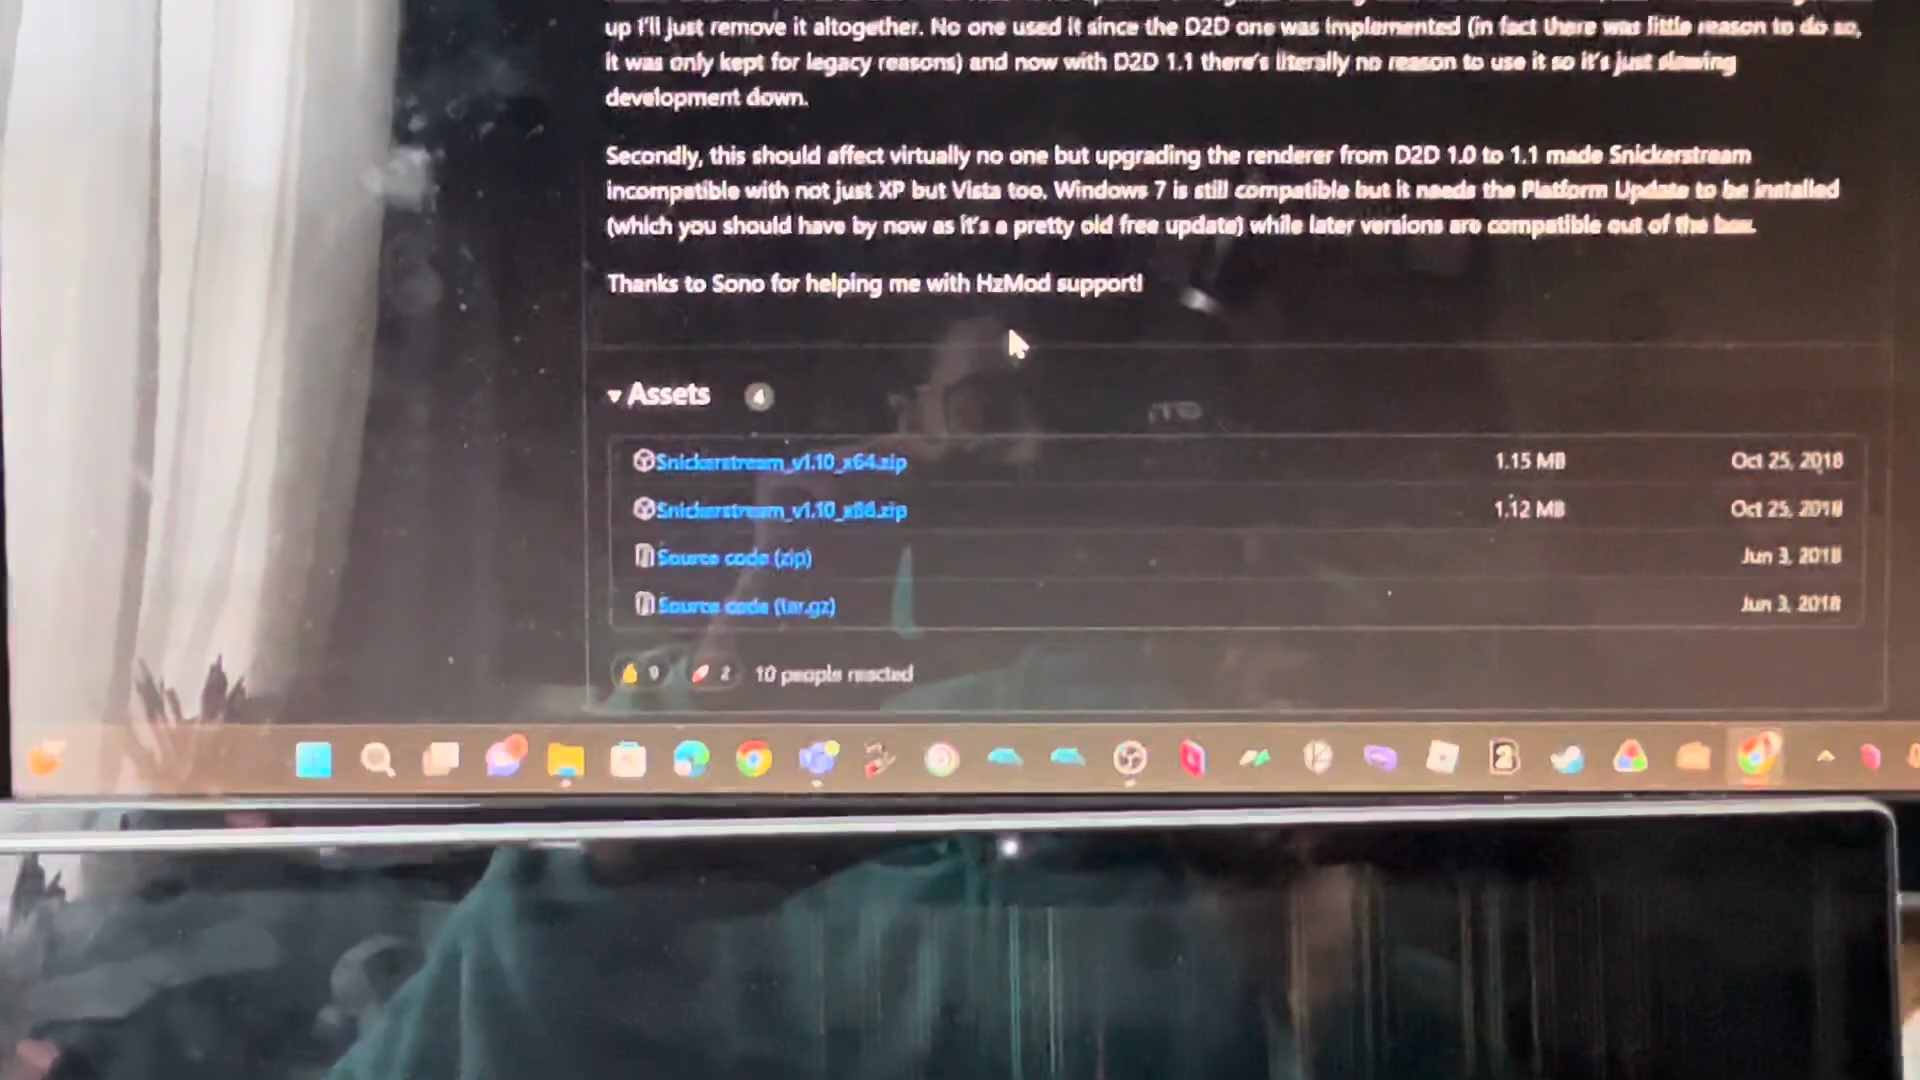 up I'll just remove it altogether. No one used it since the D2D one was implemented (in fact there was little reason to do so,
it was only kept for legacy reasons) and now with D2D 1.1 there's literally no reason to use it so it's just slowing
development down.
Secondly, this should affect virtually no one but upgrading the renderer from D2D 1.0 to 1.1 made Snickerstream
incompatible with not just XP but Vista too. Windows 7 is still compatible but it needs the Platform Update to be installed
(which you should have by now as it's a pretty old free update) while later versions are compatible out of the box.
Thanks to Sono for helping me with HzMod support!
Assets 4
Snickerstream_v1.10_x64.zip 1.15 MB Oct 25, 2018
Snickerstream_v1.10_x86.zip 1.12 MB Oct 25, 2018
Source code (zip) Jun 3, 2018
Source code (tar.gz) Jun 3, 2018
9 2 10 people reacted
2